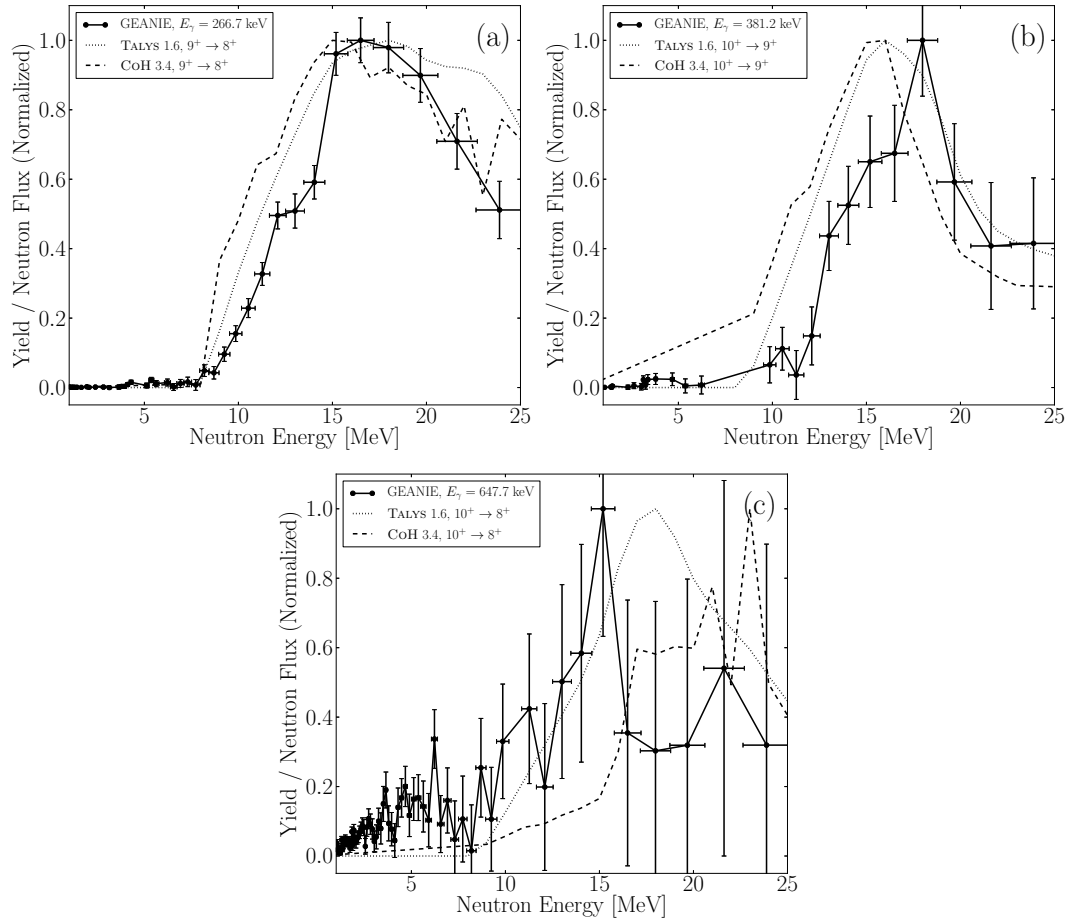 GEANIE, Eγ = 266.7 keV
TALYS 1.6, 9⁺ → 8⁺
COH 3.4, 9⁺ → 8⁺
(a)
Yield / Neutron Flux (Normalized)
1.0
0.8
0.6
0.4
0.2
0.0
5 10 15 20 25
Neutron Energy [MeV]
GEANIE, Eγ = 381.2 keV
TALYS 1.6, 10⁺ → 9⁺
COH 3.4, 10⁺ → 9⁺
(b)
Yield / Neutron Flux (Normalized)
1.0
0.8
0.6
0.4
0.2
0.0
5 10 15 20 25
Neutron Energy [MeV]
GEANIE, Eγ = 647.7 keV
TALYS 1.6, 10⁺ → 8⁺
COH 3.4, 10⁺ → 8⁺
(c)
Yield / Neutron Flux (Normalized)
1.0
0.8
0.6
0.4
0.2
0.0
5 10 15 20 25
Neutron Energy [MeV]